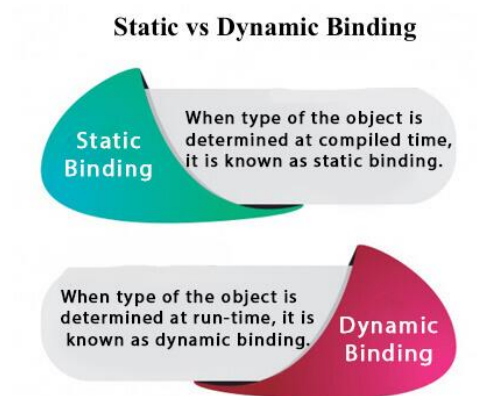 Static vs Dynamic Binding
Static
Binding
When type of the object is
determined at compiled time,
it is known as static binding.
When type of the object is
determined at run-time, it is
known as dynamic binding.
Dynamic
Binding